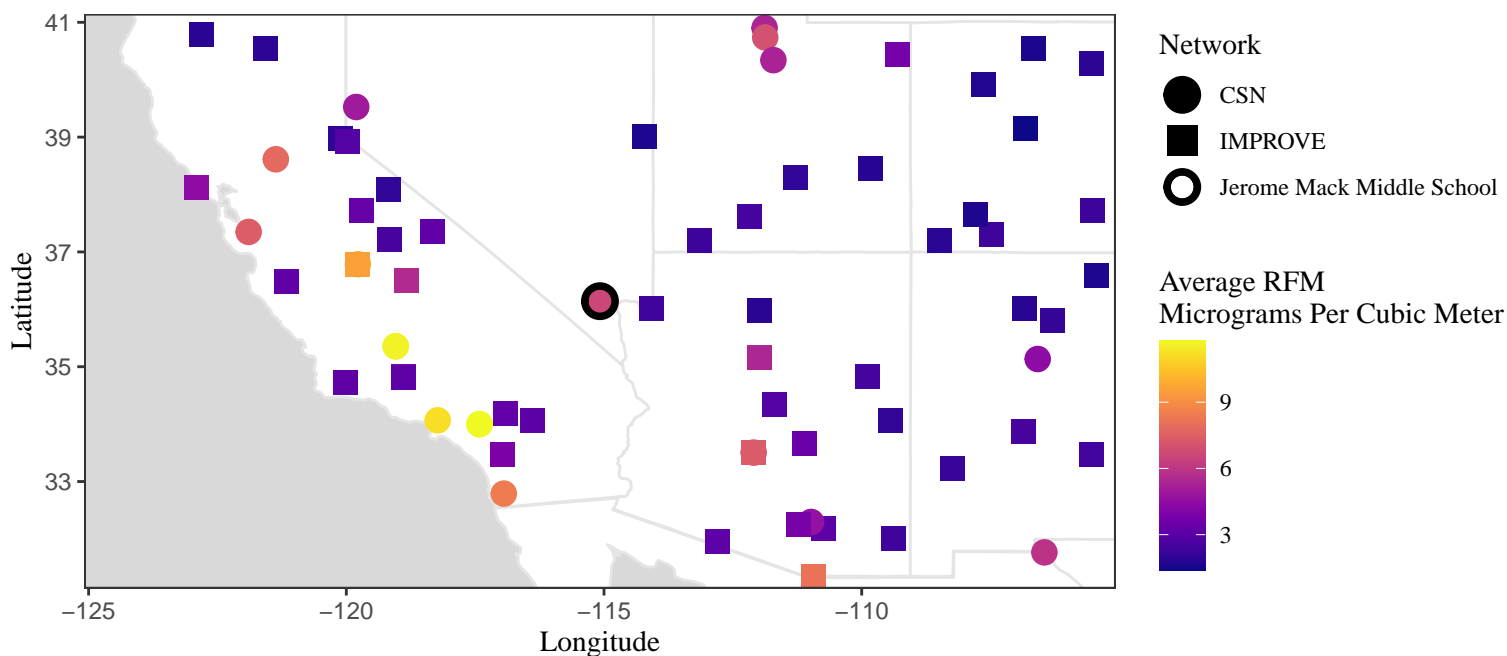 41
39
37
35
33
Latitude
−125
−120
−115
−110
Longitude
Network
CSN
IMPROVE
Jerome Mack Middle School
Average RFM
Micrograms Per Cubic Meter
9
6
3